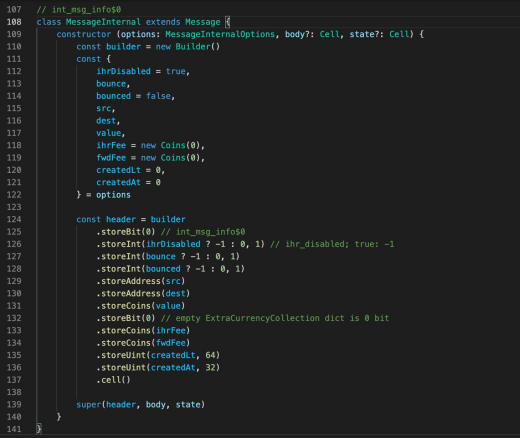 107 // int_msg_info$0
108 class MessageInternal extends Message {
109     constructor (options: MessageInternalOptions, body?: Cell, state?: Cell) {
110         const builder = new Builder()
111         const {
112             ihrDisabled = true,
113             bounce,
114             bounced = false,
115             src,
116             dest,
117             value,
118             ihrFee = new Coins(0),
119             fwdFee = new Coins(0),
120             createdLt = 0,
121             createdAt = 0
122         } = options
123
124         const header = builder
125             .storeBit(0) // int_msg_info$0
126             .storeInt(ihrDisabled ? -1 : 0, 1) // ihr_disabled; true: -1
127             .storeInt(bounce ? -1 : 0, 1)
128             .storeInt(bounced ? -1 : 0, 1)
129             .storeAddress(src)
130             .storeAddress(dest)
131             .storeCoins(value)
132             .storeBit(0) // empty ExtraCurrencyCollection dict is 0 bit
133             .storeCoins(ihrFee)
134             .storeCoins(fwdFee)
135             .storeUint(createdLt, 64)
136             .storeUint(createdAt, 32)
137             .cell()
138
139         super(header, body, state)
140     }
141 }